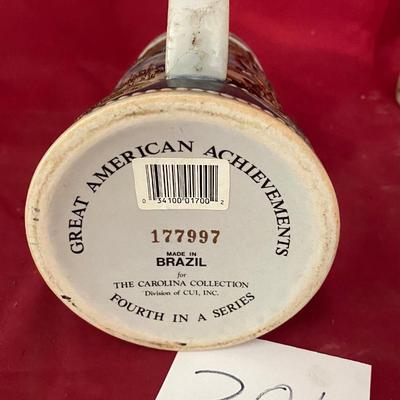 GREAT AMERICAN ACHIEVEMENTS
0 34100 01700 2
177997
MADE IN
BRAZIL
for
THE CAROLINA COLLECTION
Division of CUI, INC.
FOURTH IN A SERIES